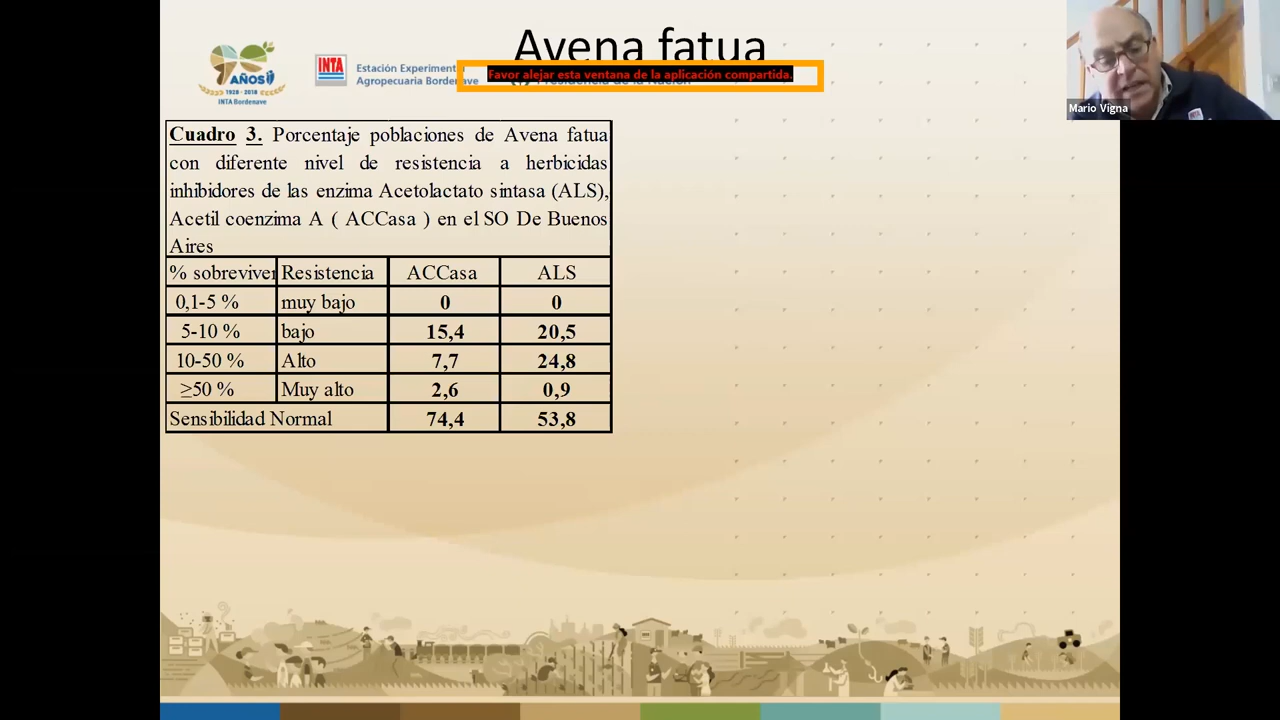 Avena fatua
AÑOS
1928 - 2018
INTA Bordenave
INTA
Estación Experimental
Agropecuaria Bordenave
Favor alejar esta ventana de la aplicación compartida.
Mario Vigna
Cuadro 3. Porcentaje poblaciones de Avena fatua
con diferente nivel de resistencia a herbicidas
inhibidores de las enzima Acetolactato sintasa (ALS),
Acetil coenzima A ( ACCasa ) en el SO De Buenos
Aires
% sobreviver Resistencia ACCasa ALS
0,1-5 % muy bajo 0 0
5-10 % bajo 15,4 20,5
10-50 % Alto 7,7 24,8
≥50 % Muy alto 2,6 0,9
Sensibilidad Normal 74,4 53,8